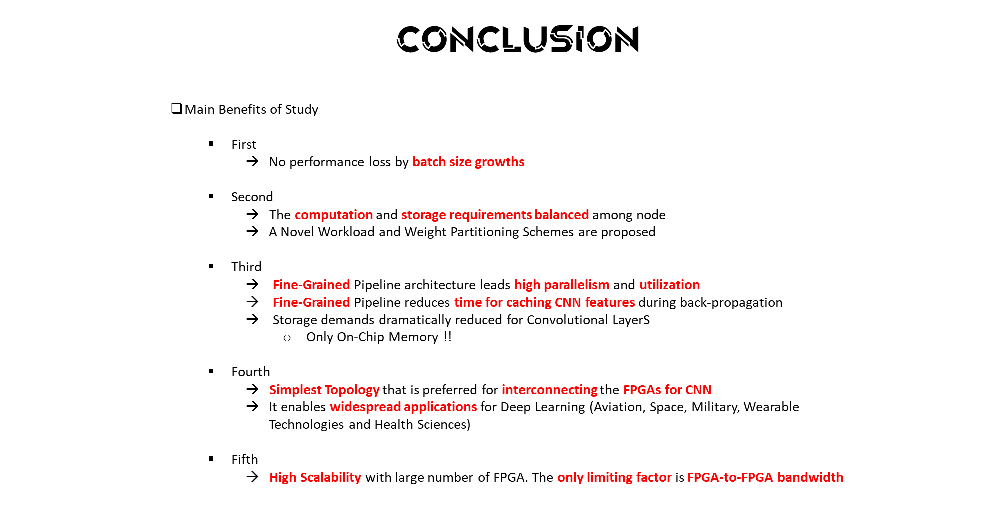 CONCLUSION
❑Main Benefits of Study
▪ First
→ No performance loss by batch size growths
▪ Second
→ The computation and storage requirements balanced among node
→ A Novel Workload and Weight Partitioning Schemes are proposed
▪ Third
→ Fine-Grained Pipeline architecture leads high parallelism and utilization
→ Fine-Grained Pipeline reduces time for caching CNN features during back-propagation
→ Storage demands dramatically reduced for Convolutional LayerS
o Only On-Chip Memory !!
▪ Fourth
→ Simplest Topology that is preferred for interconnecting the FPGAs for CNN
→ It enables widespread applications for Deep Learning (Aviation, Space, Military, Wearable
Technologies and Health Sciences)
▪ Fifth
→ High Scalability with large number of FPGA. The only limiting factor is FPGA-to-FPGA bandwidth